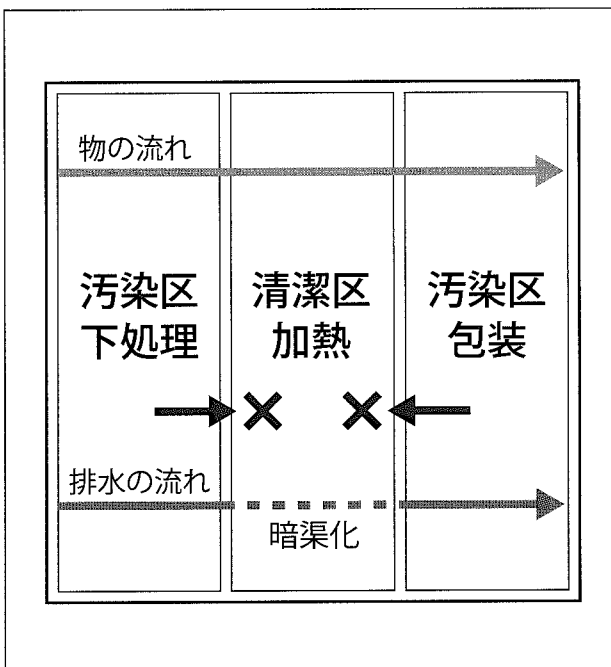 物の流れ
汚染区
下処理
清潔区
加熱
汚染区
包装
排水の流れ
暗渠化